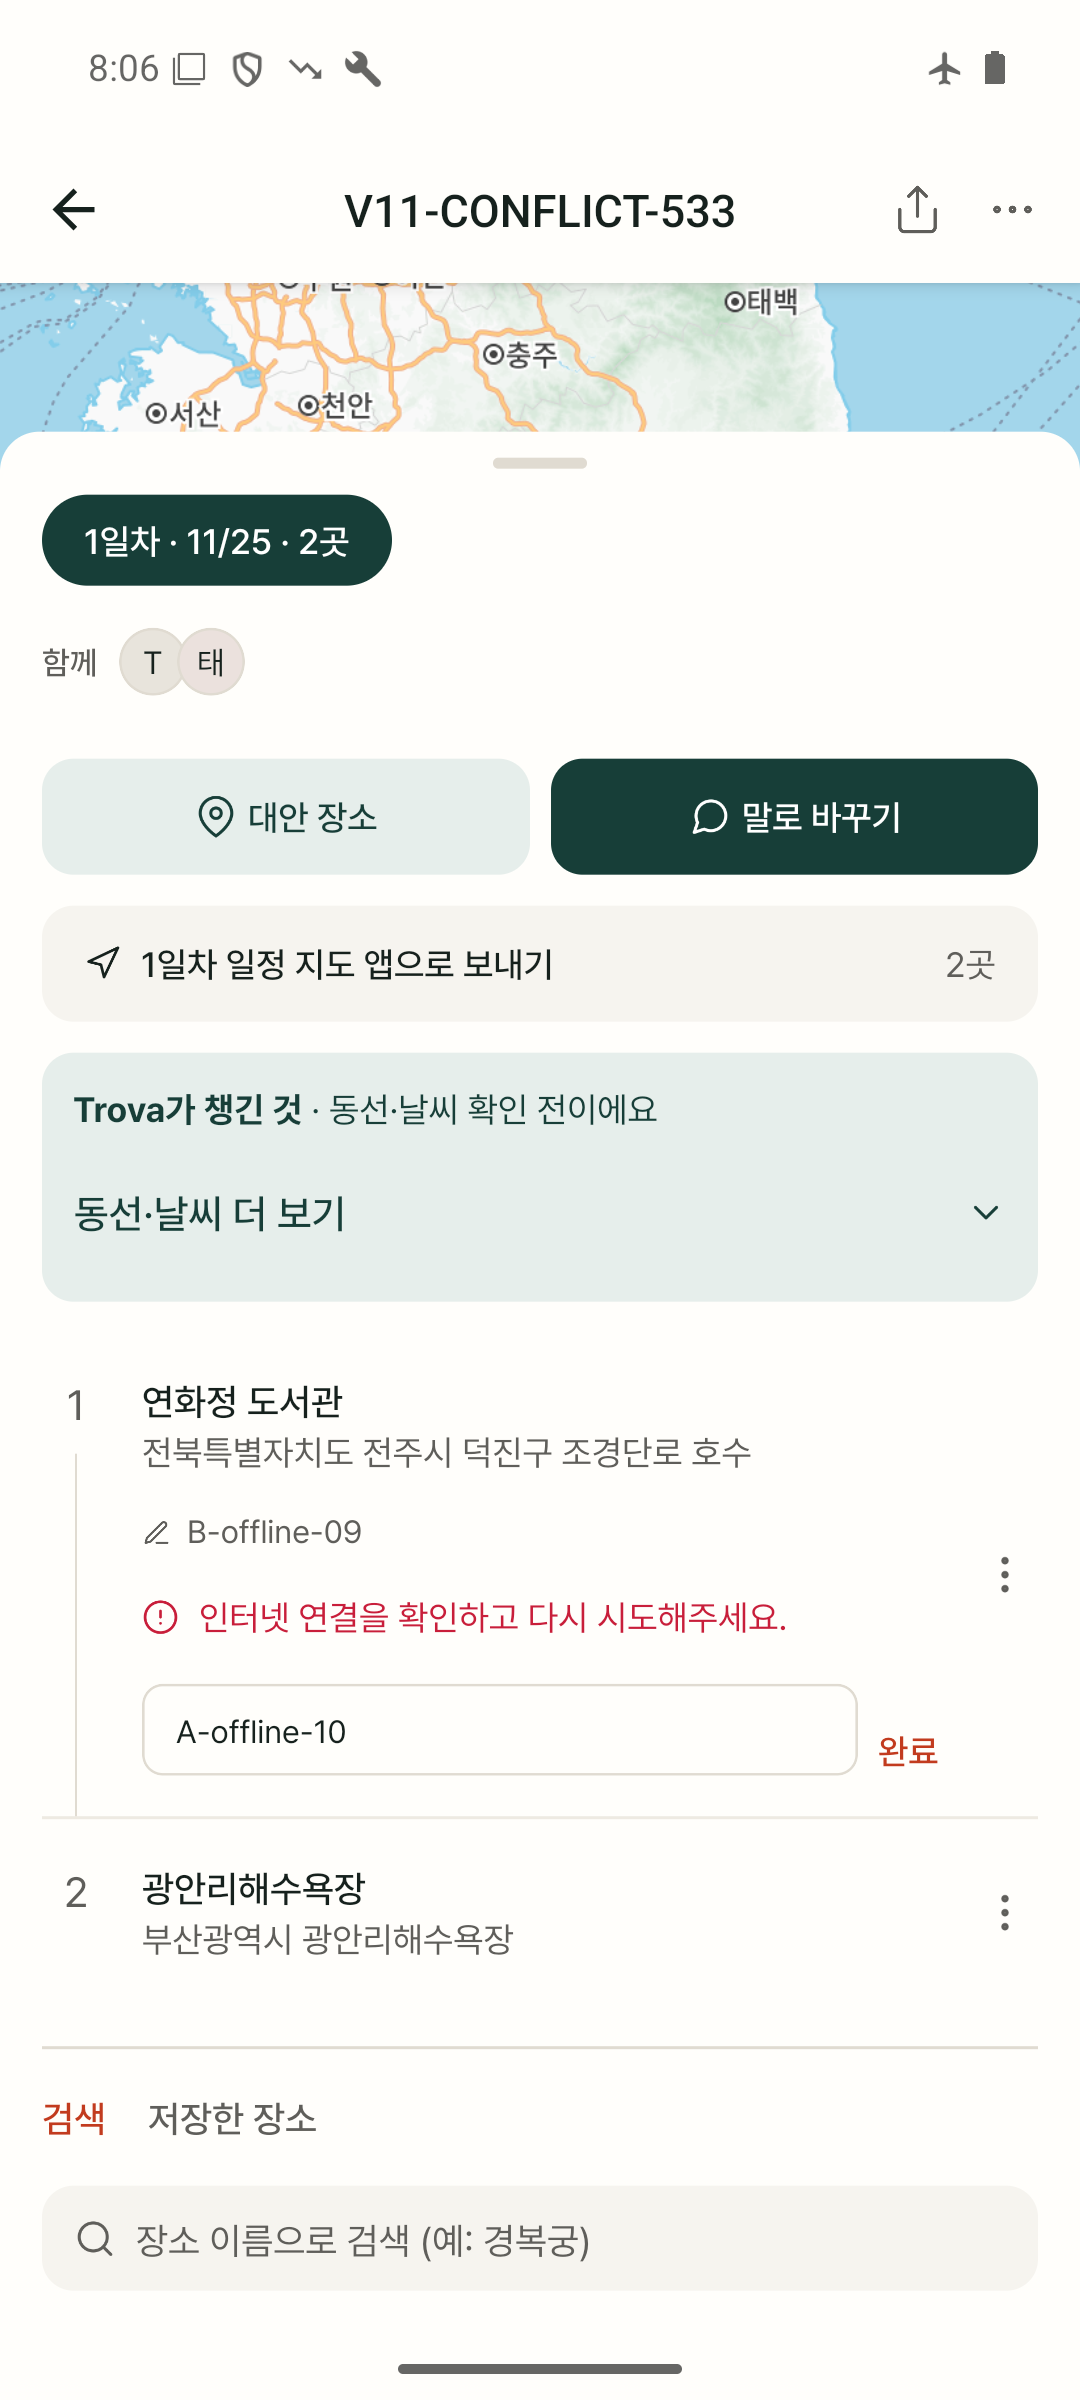 8:06
V11-CONFLICT-533
태백
충주
천안
서산
1일차 · 11/25 · 2곳
함께 T 태
대안 장소
말로 바꾸기
1일차 일정 지도 앱으로 보내기 2곳
Trova가 챙긴 것 · 동선·날씨 확인 전이에요
동선·날씨 더 보기
1 연화정 도서관
전북특별자치도 전주시 덕진구 조경단로 호수
B-offline-09
인터넷 연결을 확인하고 다시 시도해주세요.
A-offline-10
완료
2 광안리해수욕장
부산광역시 광안리해수욕장
검색 저장한 장소
장소 이름으로 검색 (예: 경복궁)